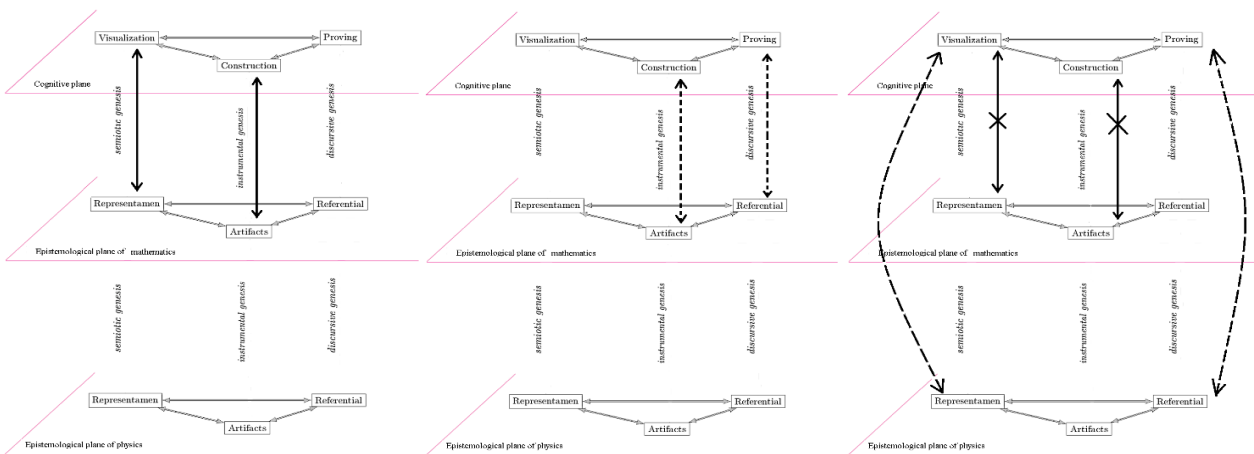 Visualization
Proving
Construction
Cognitive plane
semiotic genesis
instrumental genesis
discursive genesis
Representamen
Referential
Artifacts
Epistemological plane of mathematics
semiotic genesis
instrumental genesis
discursive genesis
Representamen
Referential
Artifacts
Epistemological plane of physics
Visualization
Proving
Construction
Cognitive plane
semiotic genesis
instrumental genesis
discursive genesis
Representamen
Referential
Artifacts
Epistemological plane of mathematics
semiotic genesis
instrumental genesis
discursive genesis
Representamen
Referential
Artifacts
Epistemological plane of physics
Visualization
Proving
Construction
Cognitive plane
semiotic genesis
instrumental genesis
discursive genesis
Representamen
Referential
Artifacts
Epistemological plane of mathematics
semiotic genesis
instrumental genesis
discursive genesis
Representamen
Referential
Artifacts
Epistemological plane of physics